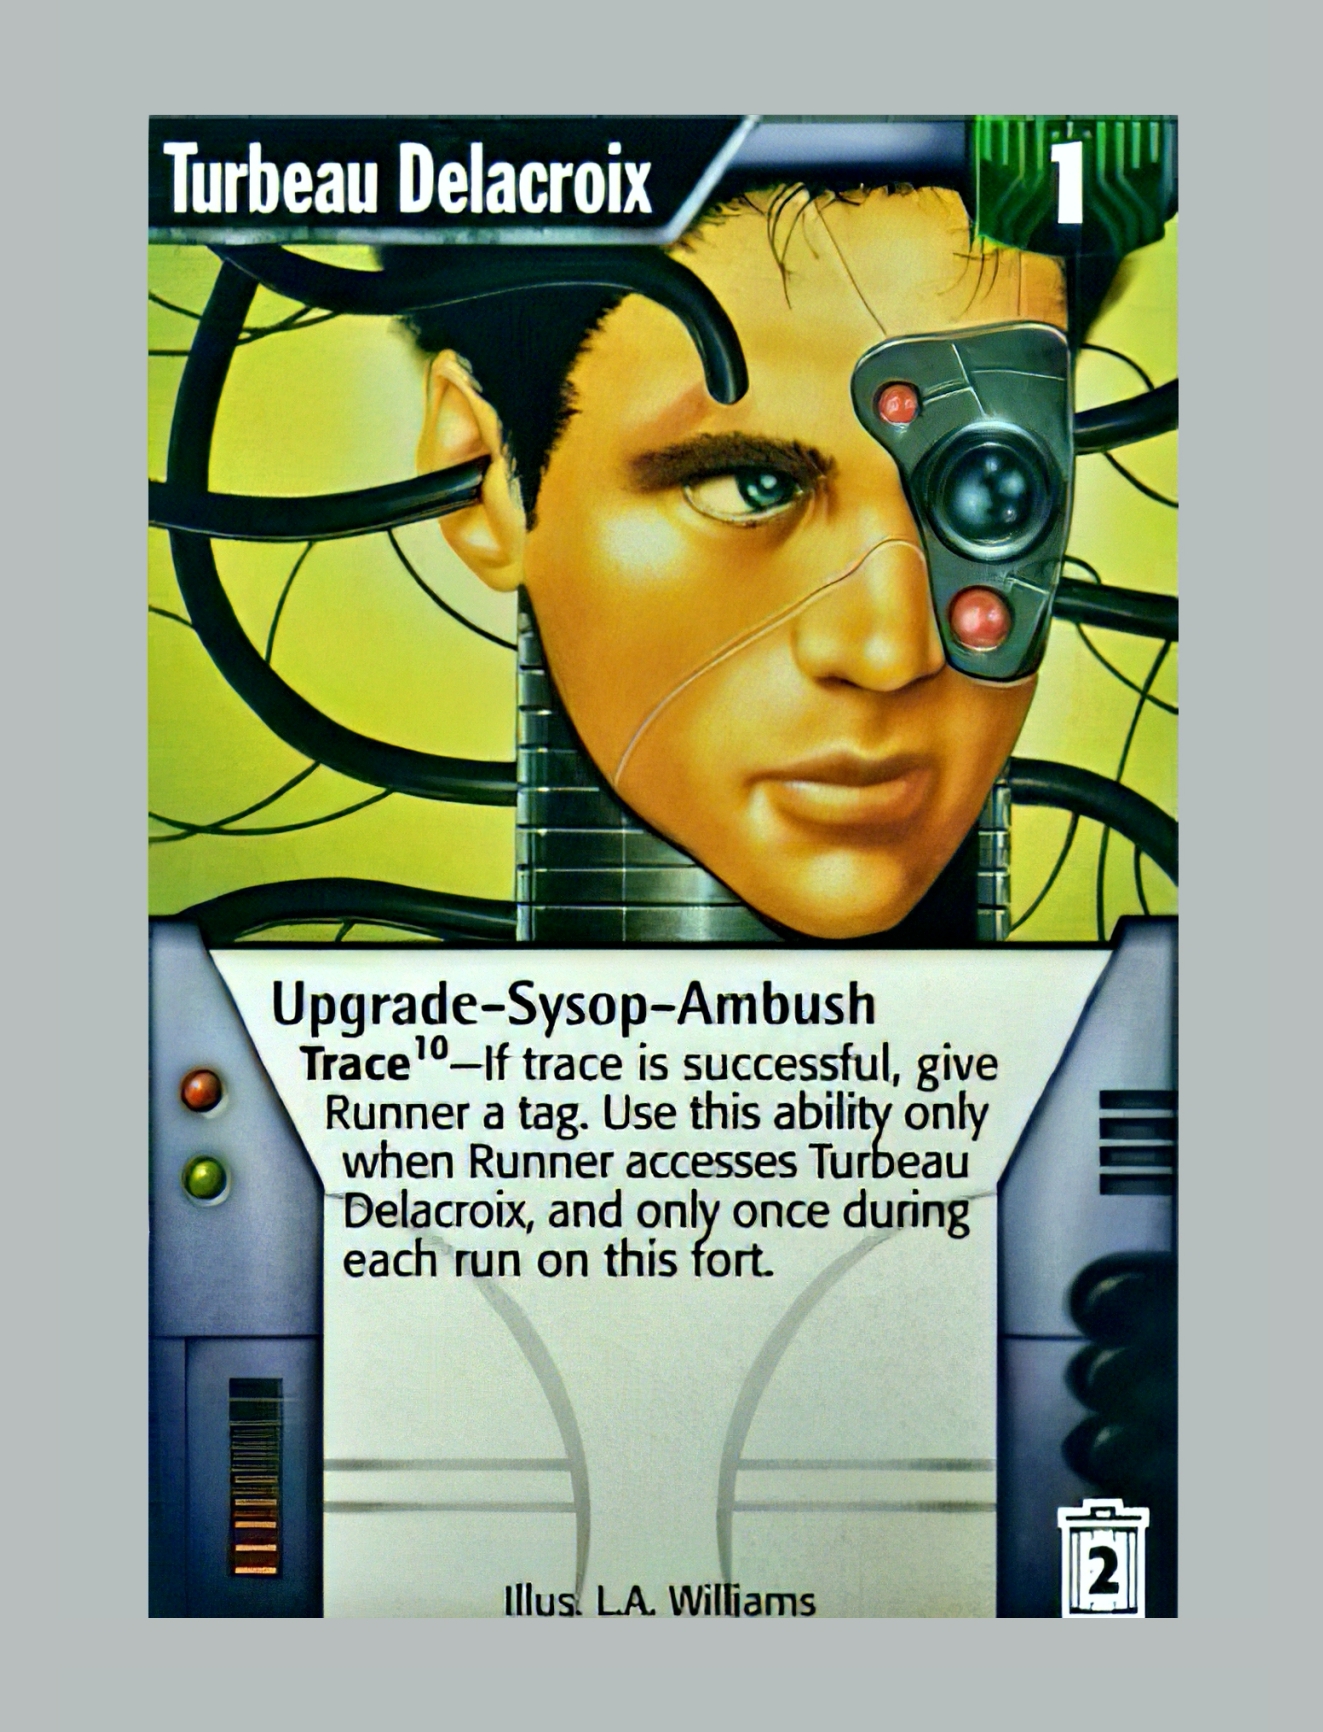 Turbeau Delacroix
1
Upgrade-Sysop-Ambush
Trace¹⁰—If trace is successful, give
Runner a tag. Use this ability only
when Runner accesses Turbeau
Delacroix, and only once during
each run on this fort.
2
Illus. L.A. Williams